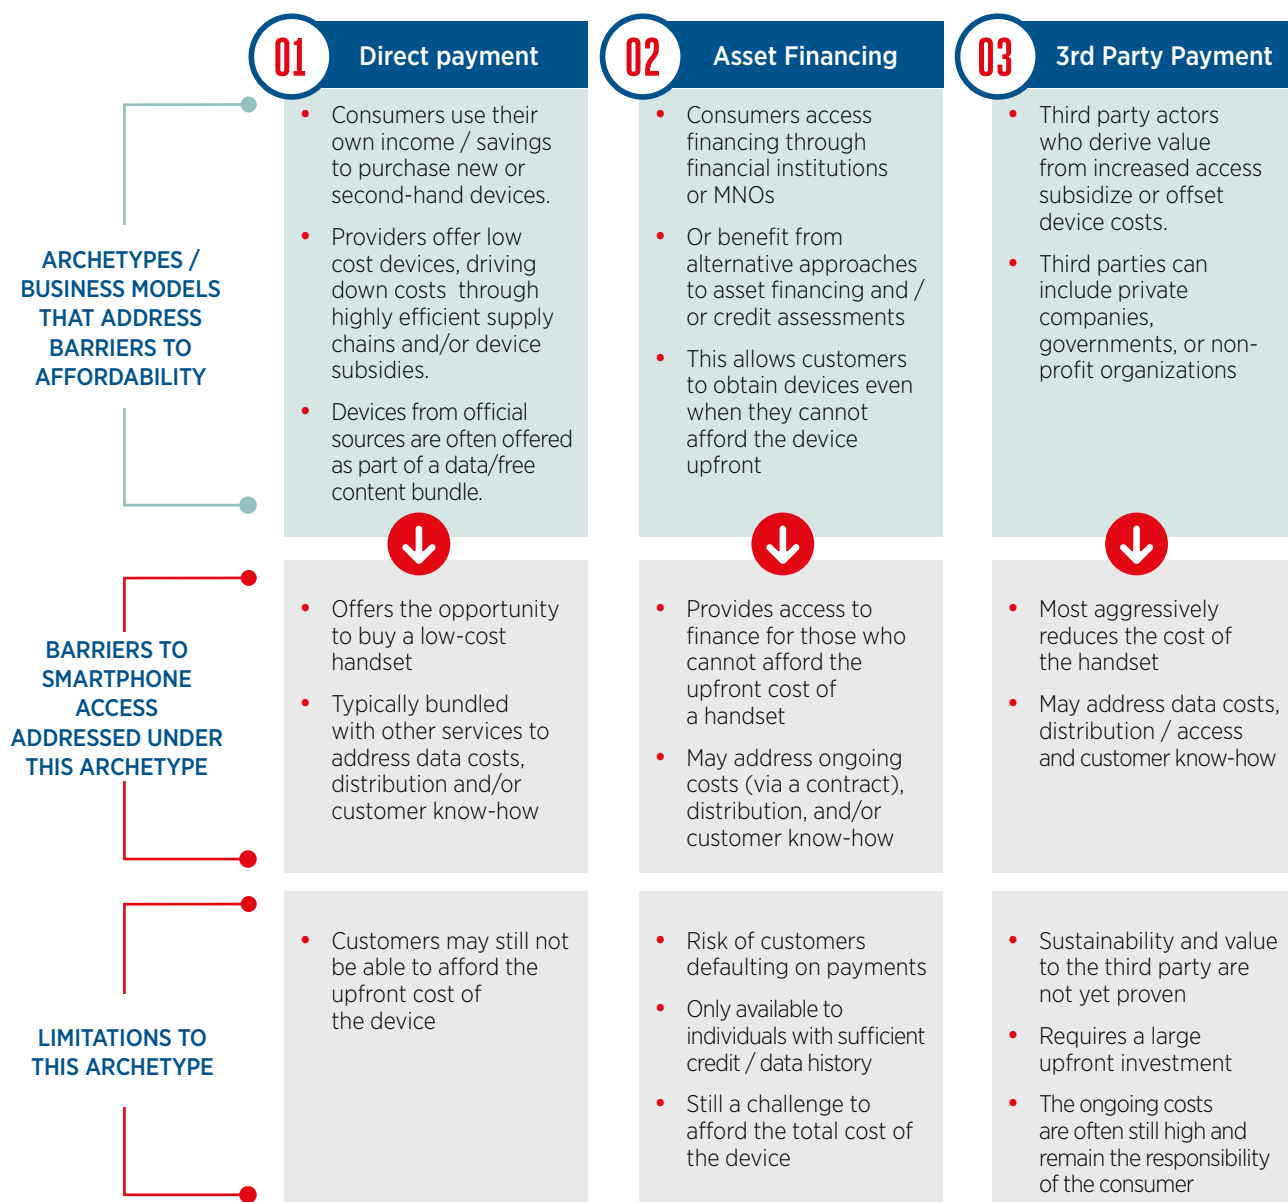 01 Direct payment
02 Asset Financing
03 3rd Party Payment
ARCHETYPES /
BUSINESS MODELS
THAT ADDRESS
BARRIERS TO
AFFORDABILITY
• Consumers use their
own income / savings
to purchase new or
second-hand devices.
• Providers offer low
cost devices, driving
down costs through
highly efficient supply
chains and/or device
subsidies.
• Devices from official
sources are often offered
as part of a data/free
content bundle.
• Consumers access
financing through
financial institutions
or MNOs
• Or benefit from
alternative approaches
to asset financing and /
or credit assessments
• This allows customers
to obtain devices even
when they cannot
afford the device
upfront
• Third party actors
who derive value
from increased access
subsidize or offset
device costs.
• Third parties can
include private
companies,
governments, or non-
profit organizations
BARRIERS TO
SMARTPHONE
ACCESS
ADDRESSED UNDER
THIS ARCHETYPE
• Offers the opportunity
to buy a low-cost
handset
• Typically bundled
with other services to
address data costs,
distribution and/or
customer know-how
• Provides access to
finance for those who
cannot afford the
upfront cost of
a handset
• May address ongoing
costs (via a contract),
distribution, and/or
customer know-how
• Most aggressively
reduces the cost of
the handset
• May address data costs,
distribution / access
and customer know-how
LIMITATIONS TO
THIS ARCHETYPE
• Customers may still not
be able to afford the
upfront cost of
the device
• Risk of customers
defaulting on payments
• Only available to
individuals with sufficient
credit / data history
• Still a challenge to
afford the total cost of
the device
• Sustainability and value
to the third party are
not yet proven
• Requires a large
upfront investment
• The ongoing costs
are often still high and
remain the responsibility
of the consumer